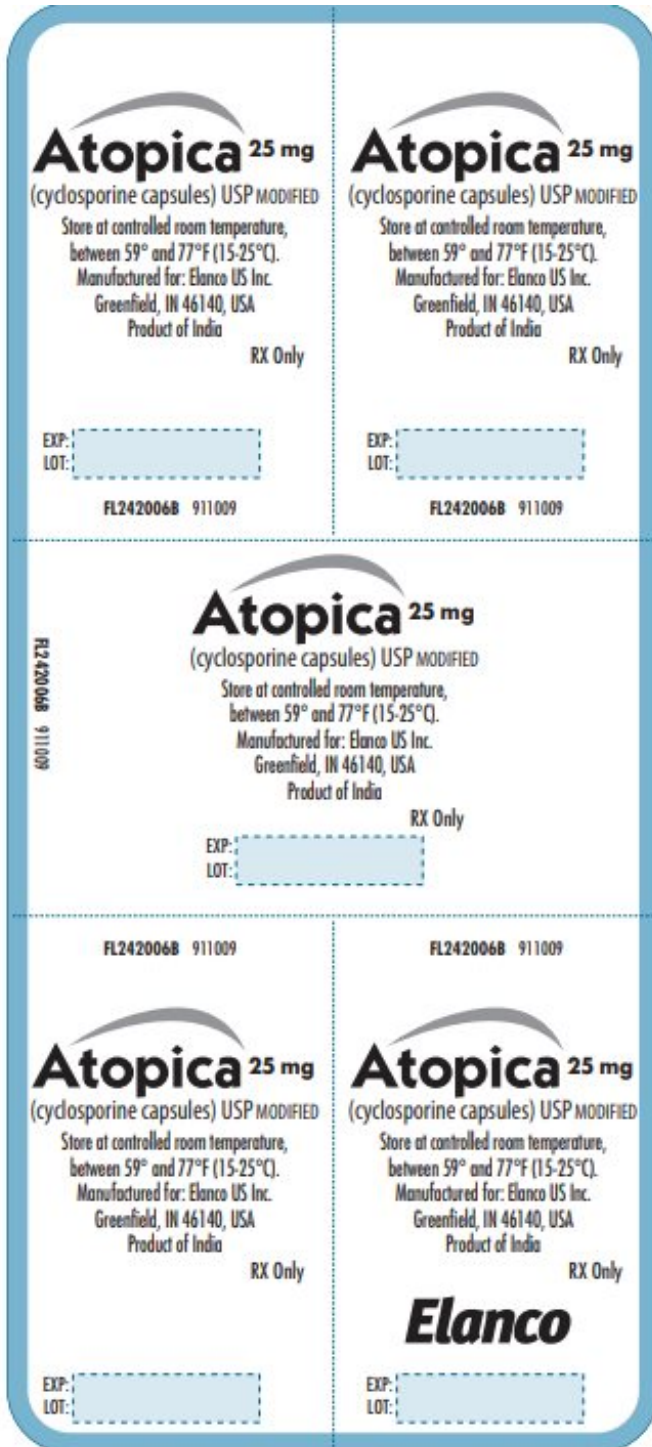 Atopica 25 mg
(cyclosporine capsules) USP MODIFIED
Store at controlled room temperature,
between 59° and 77°F (15-25°C).
Manufactured for: Elanco US Inc.
Greenfield, IN 46140, USA
Product of India
RX Only
EXP:
LOT:
FL242006B 911009
Atopica 25 mg
(cyclosporine capsules) USP MODIFIED
Store at controlled room temperature,
between 59° and 77°F (15-25°C).
Manufactured for: Elanco US Inc.
Greenfield, IN 46140, USA
Product of India
RX Only
EXP:
LOT:
FL242006B 911009
FL242006B 911009
Atopica 25 mg
(cyclosporine capsules) USP MODIFIED
Store at controlled room temperature,
between 59° and 77°F (15-25°C).
Manufactured for: Elanco US Inc.
Greenfield, IN 46140, USA
Product of India
RX Only
EXP:
LOT:
FL242006B 911009
Atopica 25 mg
(cyclosporine capsules) USP MODIFIED
Store at controlled room temperature,
between 59° and 77°F (15-25°C).
Manufactured for: Elanco US Inc.
Greenfield, IN 46140, USA
Product of India
RX Only
EXP:
LOT:
FL242006B 911009
Atopica 25 mg
(cyclosporine capsules) USP MODIFIED
Store at controlled room temperature,
between 59° and 77°F (15-25°C).
Manufactured for: Elanco US Inc.
Greenfield, IN 46140, USA
Product of India
RX Only
Elanco
EXP:
LOT: